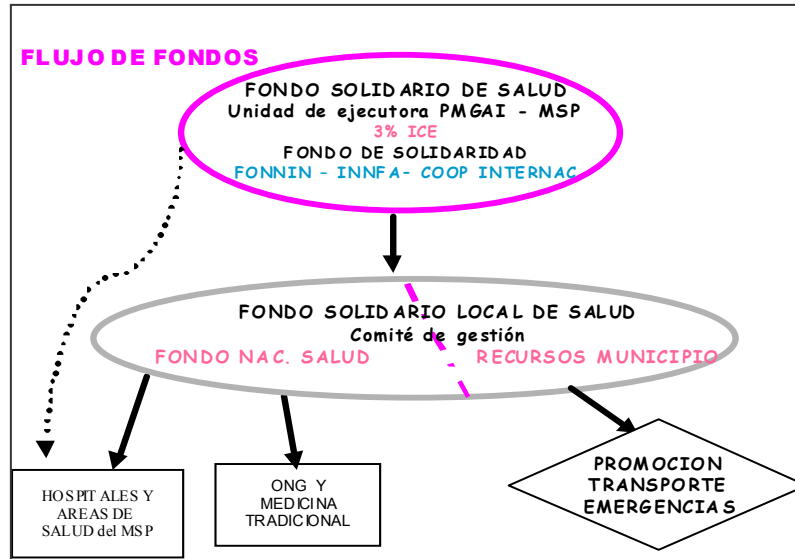 FLUJO DE FONDOS
FONDO SOLIDARIO DE SALUD
Unidad de ejecutora PMGAI - MSP
3% ICE
FONDO DE SOLIDARIDAD
FONNIN - INNFA- COOP INTERNAC
FONDO SOLIDARIO LOCAL DE SALUD
Comité de gestión
FONDO NAC. SALUD
RECURSOS MUNICIPIO
HOSPITALES Y
AREAS DE
SALUD del MSP
ONG Y
MEDICINA
TRADICIONAL
PROMOCION
TRANSPORTE
EMERGENCIAS